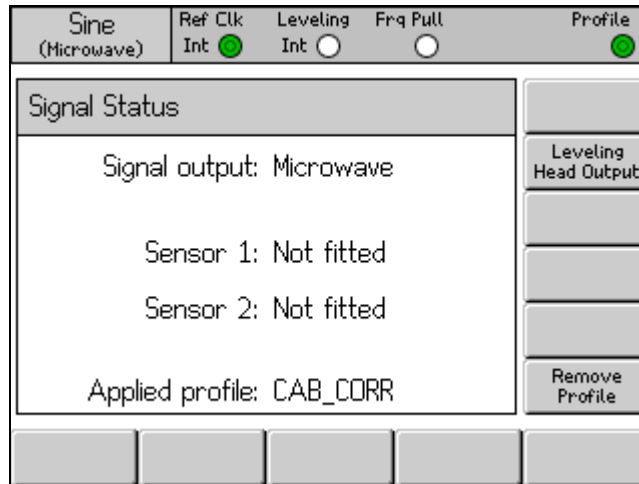 Sine
(Microwave)
Ref Clk
Int
Leveling
Int
Frq Pull
Profile
Signal Status
Signal output: Microwave
Sensor 1: Not fitted
Sensor 2: Not fitted
Applied profile: CAB_CORR
Leveling
Head Output
Remove
Profile